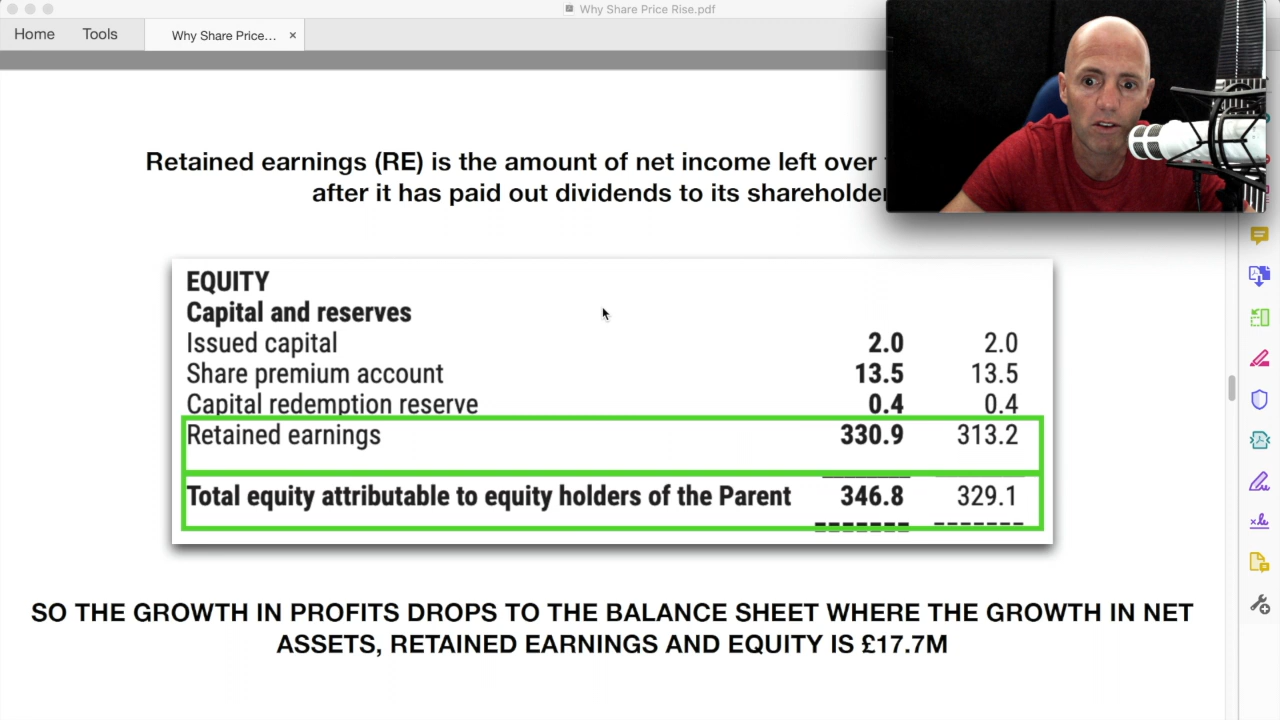 Why Share Price Rise.pdf
Home
Tools
Why Share Price...
Retained earnings (RE) is the amount of net income left over
after it has paid out dividends to its
EQUITY
Capital and reserves
Issued capital 2.0 2.0
Share premium account 13.5 13.5
Capital redemption reserve 0.4 0.4
Retained earnings 330.9 313.2
Total equity attributable to equity holders of the Parent 346.8 329.1
SO THE GROWTH IN PROFITS DROPS TO THE BALANCE SHEET WHERE THE GROWTH IN NET
ASSETS, RETAINED EARNINGS AND EQUITY IS £17.7M